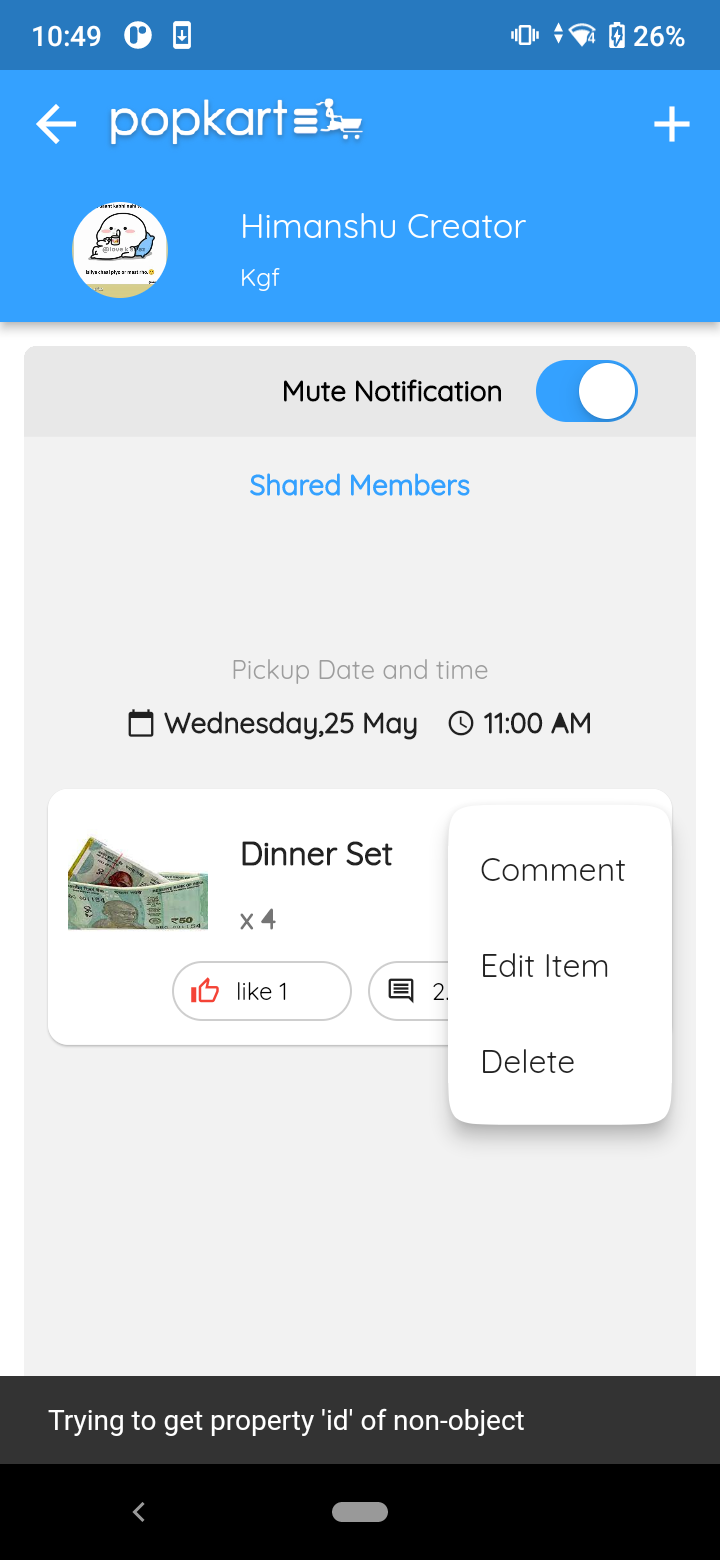 10:49
4
26%
popkart
Himanshu Creator
Kgf
Mute Notification
Shared Members
Pickup Date and time
Wednesday,25 May 11:00 AM
Dinner Set
x 4
₹50
like 1
2.
Comment
Edit Item
Delete
Trying to get property 'id' of non-object